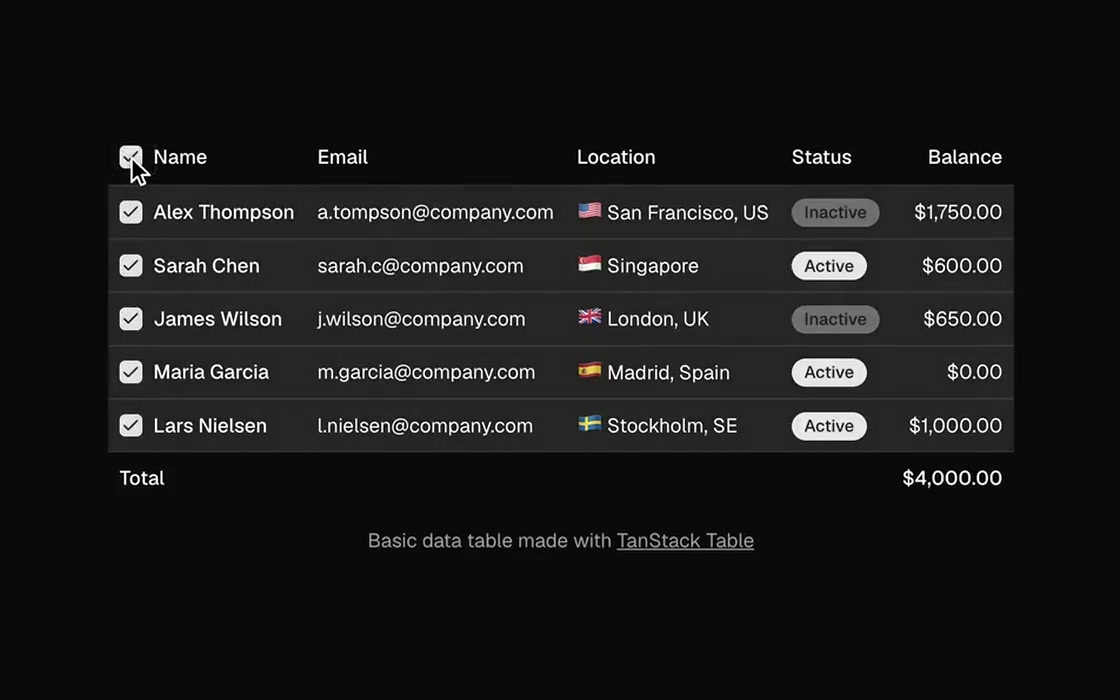 Name Email Location Status Balance
Alex Thompson a.tompson@company.com San Francisco, US Inactive $1,750.00
Sarah Chen sarah.c@company.com Singapore Active $600.00
James Wilson j.wilson@company.com London, UK Inactive $650.00
Maria Garcia m.garcia@company.com Madrid, Spain Active $0.00
Lars Nielsen l.nielsen@company.com Stockholm, SE Active $1,000.00
Total $4,000.00
Basic data table made with TanStack Table